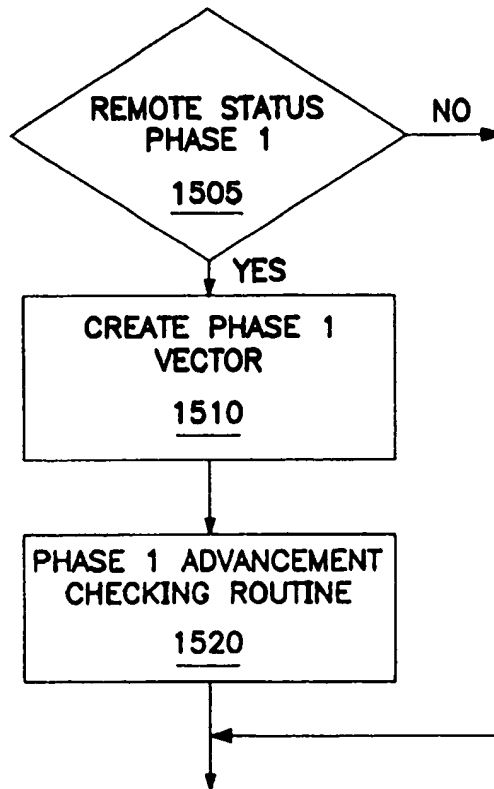 REMOTE STATUS
PHASE 1
1505
NO
YES
CREATE PHASE 1
VECTOR
1510
PHASE 1 ADVANCEMENT
CHECKING ROUTINE
1520